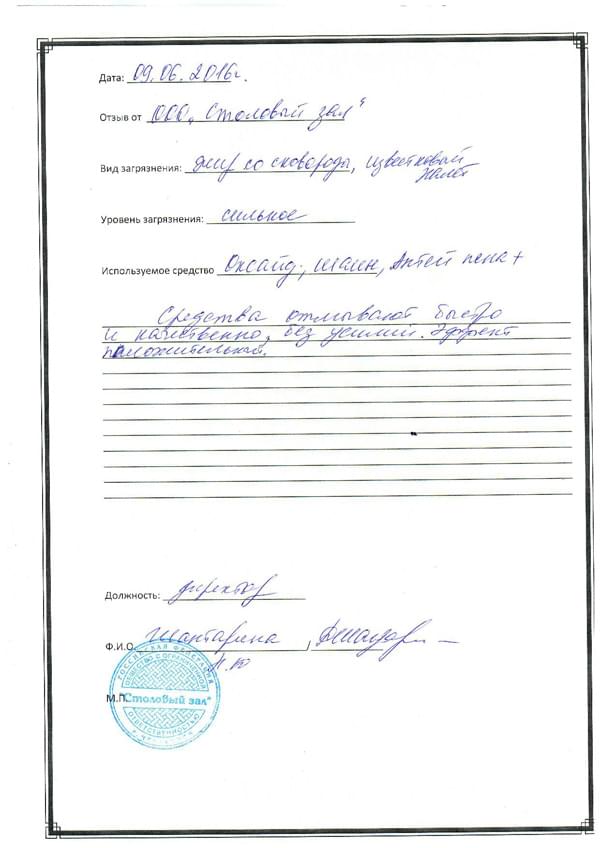 Дата: 09.06.2016г.
Отзыв от ООО "Столовый зал"
Вид загрязнения: жир со сковороды, известковый
налёт
Уровень загрязнения: сильное
Используемое средство Оксайд, шайн, Антей пена+
Средства отмывают быстро
и качественно, без усилий. Эффект
положительный.
Должность: директор
Ф.И.О. Шантарина
М.П.
РОССИЙСКАЯ ФЕДЕРАЦИЯ
ОБЩЕСТВО С ОГРАНИЧЕННОЙ
"Столовый зал"
ОТВЕТСТВЕННОСТЬЮ